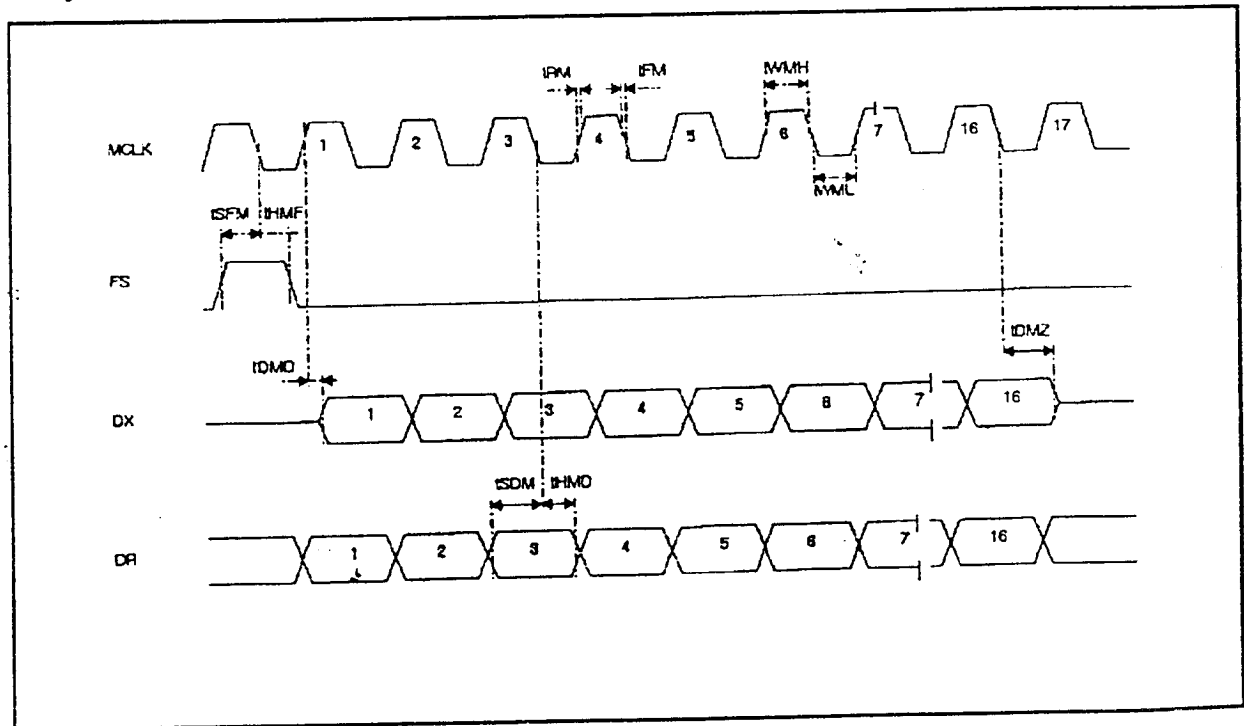 tRM tFM tWMH
MCLK 1 2 3 4 5 6 7 16 17
tWML
tSFM tHMF
FS
tDMD tDMZ
DX 1 2 3 4 5 6 7 16
tSDM tHMD
DR 1 2 3 4 5 6 7 16